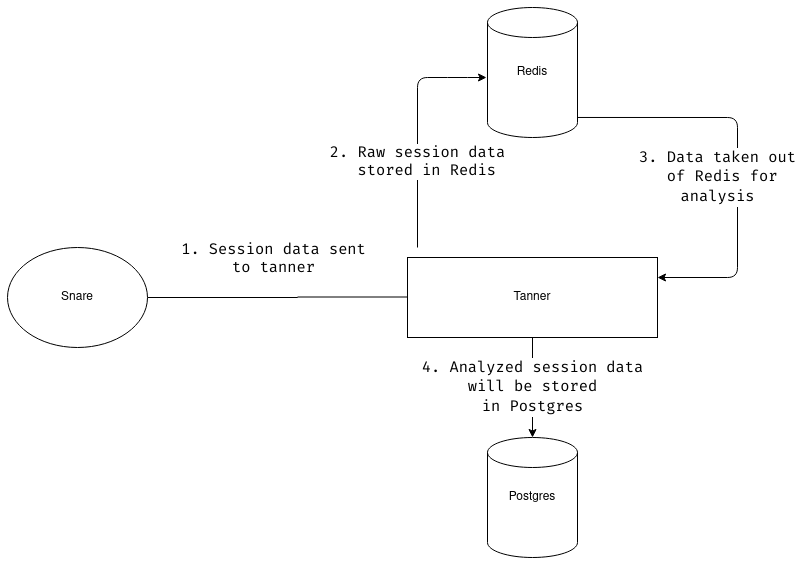 Redis
2. Raw session data
stored in Redis
3. Data taken out
of Redis for
analysis
1. Session data sent
to tanner
Snare
Tanner
4. Analyzed session data
will be stored
in Postgres
Postgres